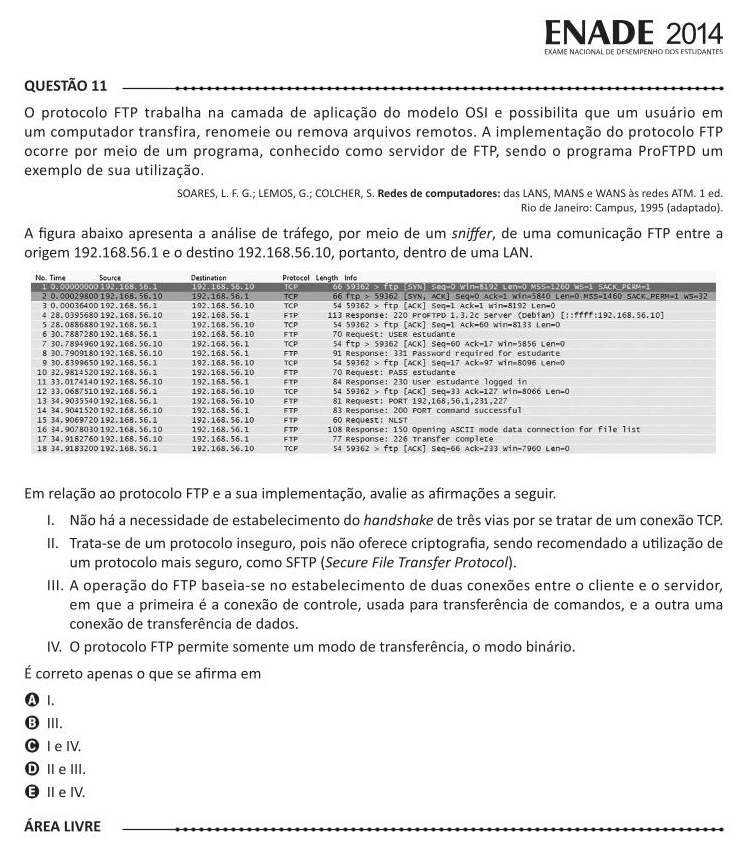 ENADE 2014
EXAME NACIONAL DE DESEMPENHO DOS ESTUDANTES
QUESTÃO 11
O protocolo FTP trabalha na camada de aplicação do modelo OSI e possibilita que um usuário em
um computador transfira, renomeie ou remova arquivos remotos. A implementação do protocolo FTP
ocorre por meio de um programa, conhecido como servidor de FTP, sendo o programa ProFTPD um
exemplo de sua utilização.
SOARES, L. F. G.; LEMOS, G.; COLCHER, S. Redes de computadores: das LANS, MANS e WANS às redes ATM. 1 ed.
Rio de Janeiro: Campus, 1995 (adaptado).
A figura abaixo apresenta a análise de tráfego, por meio de um sniffer, de uma comunicação FTP entre a
origem 192.168.56.1 e o destino 192.168.56.10, portanto, dentro de uma LAN.
No. Time Source Destination Protocol Length Info
1 0.00000000 192.168.56.1 192.168.56.10 TCP 66 59362 > ftp [SYN] Seq=0 Win=8192 Len=0 MSS=1260 WS=1 SACK_PERM=1
2 0.00029800 192.168.56.10 192.168.56.1 TCP 66 ftp > 59362 [SYN, ACK] Seq=0 Ack=1 Win=5840 Len=0 MSS=1460 SACK_PERM=1 WS=32
3 0.00036400 192.168.56.1 192.168.56.10 TCP 54 59362 > ftp [ACK] Seq=1 Ack=1 Win=8192 Len=0
4 28.0395680 192.168.56.10 192.168.56.1 FTP 113 Response: 220 ProFTPD 1.3.2c Server (Debian) [::ffff:192.168.56.10]
5 28.0886880 192.168.56.1 192.168.56.10 TCP 54 59362 > ftp [ACK] Seq=1 Ack=60 Win=8133 Len=0
6 30.7887280 192.168.56.1 192.168.56.10 FTP 70 Request: USER estudante
7 30.7894960 192.168.56.10 192.168.56.1 TCP 54 ftp > 59362 [ACK] Seq=60 Ack=17 Win=5856 Len=0
8 30.7909180 192.168.56.10 192.168.56.1 FTP 91 Response: 331 Password required for estudante
9 30.8399650 192.168.56.1 192.168.56.10 TCP 54 59362 > ftp [ACK] Seq=17 Ack=97 Win=8096 Len=0
10 32.9814520 192.168.56.1 192.168.56.10 FTP 70 Request: PASS estudante
11 33.0174140 192.168.56.10 192.168.56.1 FTP 84 Response: 230 User estudante logged in
12 33.0687510 192.168.56.1 192.168.56.10 TCP 54 59362 > ftp [ACK] Seq=33 Ack=127 Win=8066 Len=0
13 34.9035540 192.168.56.1 192.168.56.10 FTP 81 Request: PORT 192,168,56,1,231,227
14 34.9041520 192.168.56.10 192.168.56.1 FTP 83 Response: 200 PORT command successful
15 34.9069720 192.168.56.1 192.168.56.10 FTP 60 Request: NLST
16 34.9078030 192.168.56.10 192.168.56.1 FTP 108 Response: 150 Opening ASCII mode data connection for file list
17 34.9182760 192.168.56.10 192.168.56.1 FTP 77 Response: 226 Transfer complete
18 34.9183200 192.168.56.1 192.168.56.10 TCP 54 59362 > ftp [ACK] Seq=66 Ack=233 Win=7960 Len=0
Em relação ao protocolo FTP e a sua implementação, avalie as afirmações a seguir.
I. Não há a necessidade de estabelecimento do handshake de três vias por se tratar de um conexão TCP.
II. Trata-se de um protocolo inseguro, pois não oferece criptografia, sendo recomendado a utilização de
um protocolo mais seguro, como SFTP (Secure File Transfer Protocol).
III. A operação do FTP baseia-se no estabelecimento de duas conexões entre o cliente e o servidor,
em que a primeira é a conexão de controle, usada para transferência de comandos, e a outra uma
conexão de transferência de dados.
IV. O protocolo FTP permite somente um modo de transferência, o modo binário.
É correto apenas o que se afirma em
A I.
B III.
C I e IV.
D II e III.
E II e IV.
ÁREA LIVRE